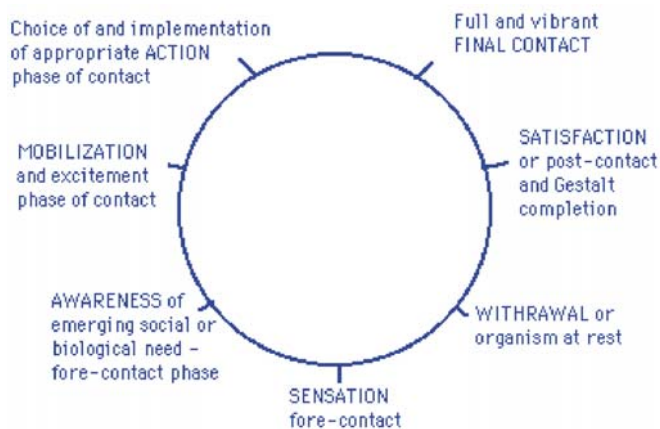 Choice of and implementation
of appropriate ACTION
phase of contact
Full and vibrant
FINAL CONTACT
MOBILIZATION
and excitement
phase of contact
SATISFACTION
or post-contact
and Gestalt
completion
AWARENESS of
emerging social or
biological need -
fore-contact phase
WITHRAWAL or
organism at rest
SENSATION
fore-contact